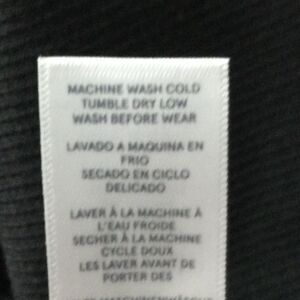 MACHINE WASH COLD
TUMBLE DRY LOW
WASH BEFORE WEAR
LAVADO A MAQUINA EN
FRIO
SECADO EN CICLO
DELICADO
LAVER À LA MACHINE À
L'EAU FROIDE
SECHER À LA MACHINE
CYCLE DOUX
LES LAVER AVANT DE
PORTER DES